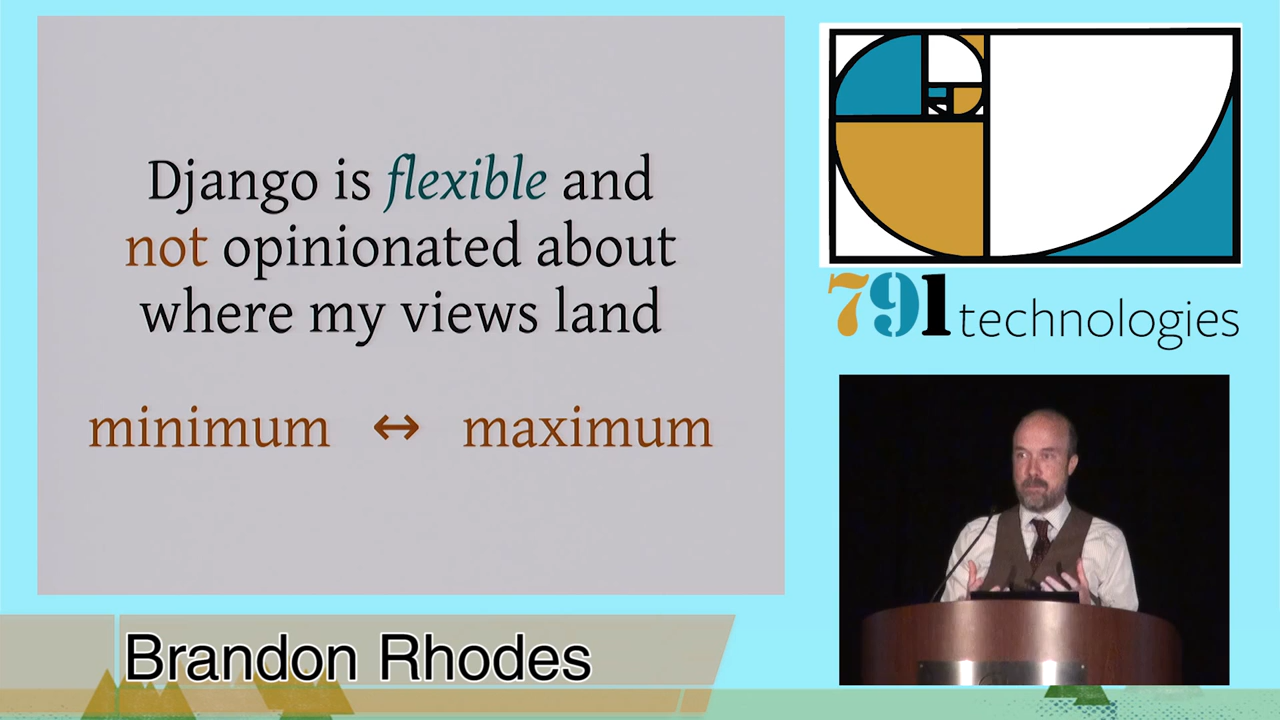 Django is flexible and
not opinionated about
where my views land
minimum ↔ maximum
791 technologies
Brandon Rhodes